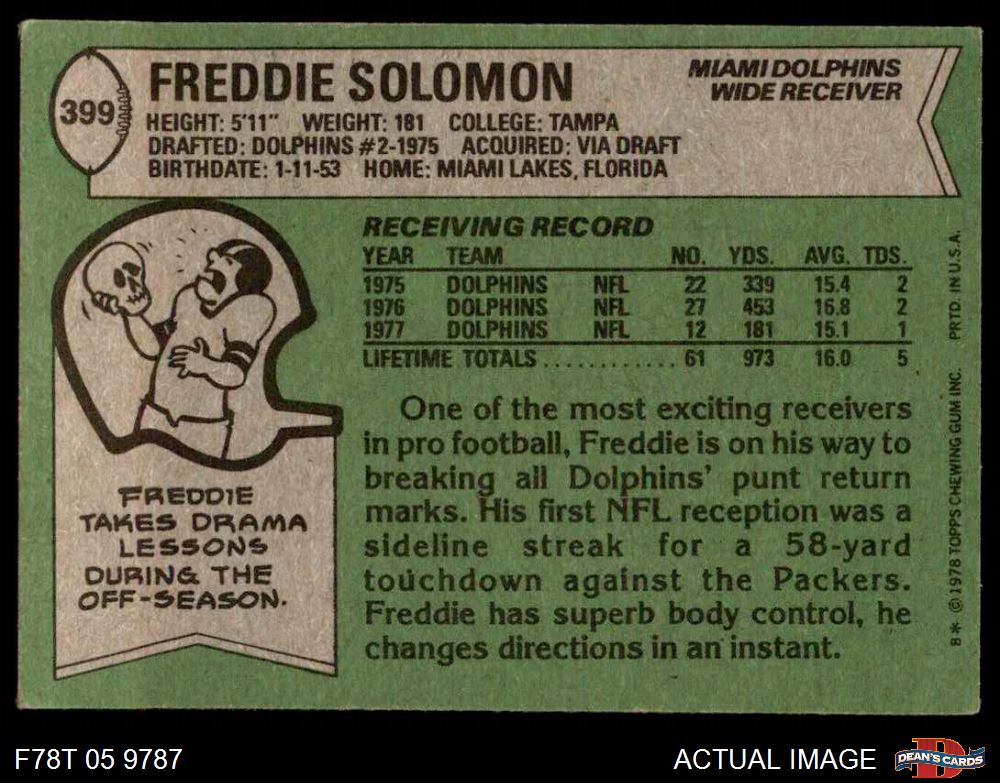 399
FREDDIE SOLOMON
MIAMI DOLPHINS
WIDE RECEIVER
HEIGHT: 5'11" WEIGHT: 181 COLLEGE: TAMPA
DRAFTED: DOLPHINS #2-1975 ACQUIRED: VIA DRAFT
BIRTHDATE: 1-11-53 HOME: MIAMI LAKES, FLORIDA
RECEIVING RECORD
YEAR TEAM NO. YDS. AVG. TDS.
1975 DOLPHINS NFL 22 339 15.4 2
1976 DOLPHINS NFL 27 453 16.8 2
1977 DOLPHINS NFL 12 181 15.1 1
LIFETIME TOTALS ............ 61 973 16.0 5
One of the most exciting receivers
in pro football, Freddie is on his way to
breaking all Dolphins' punt return
marks. His first NFL reception was a
sideline streak for a 58-yard
touchdown against the Packers.
Freddie has superb body control, he
changes directions in an instant.
FREDDIE
TAKES DRAMA
LESSONS
DURING THE
OFF-SEASON.
8* © 1978 TOPPS CHEWING GUM INC. PRTD. IN U.S.A.
F78T 05 9787
ACTUAL IMAGE
D
DEAN'S CARDS